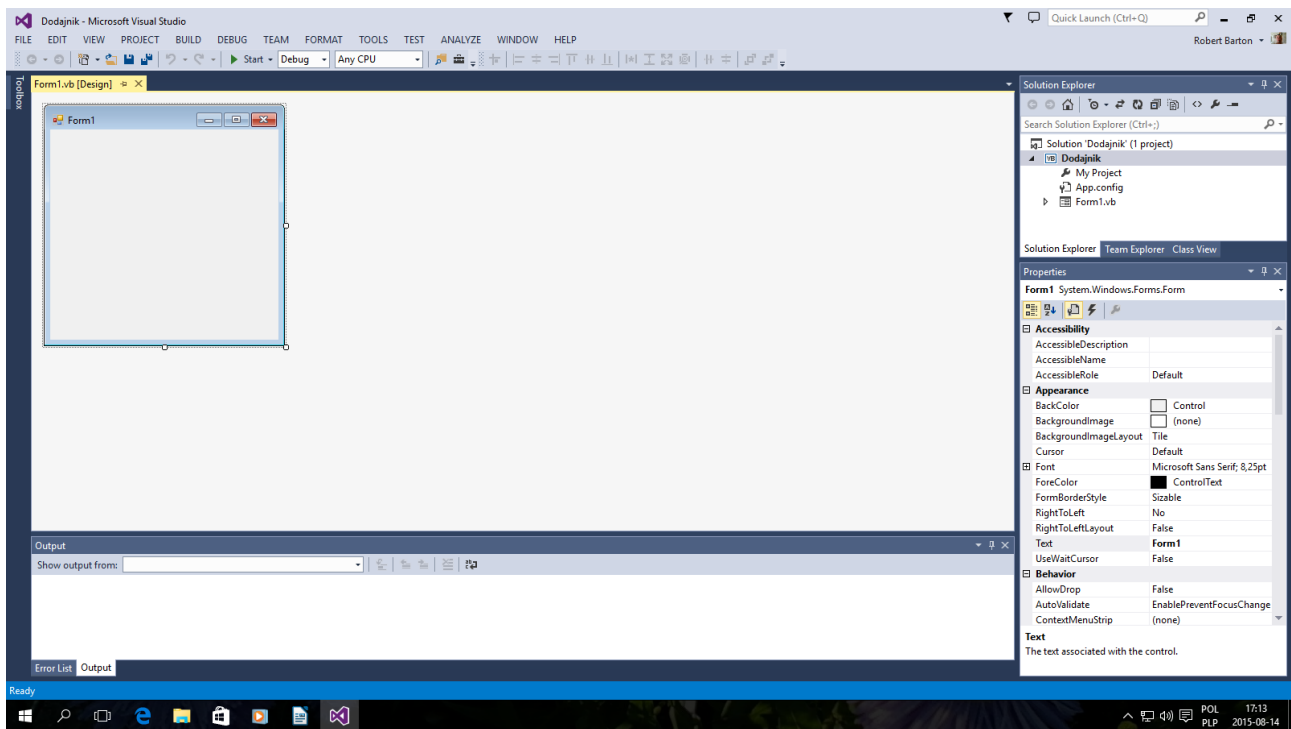 Dodajnik - Microsoft Visual Studio
Quick Launch (Ctrl+Q)
FILE EDIT VIEW PROJECT BUILD DEBUG TEAM FORMAT TOOLS TEST ANALYZE WINDOW HELP
Robert Barton
Start Debug Any CPU
Toolbox
Form1.vb [Design]
Form1
Solution Explorer
Search Solution Explorer (Ctrl+;)
Solution 'Dodajnik' (1 project)
VB Dodajnik
My Project
App.config
Form1.vb
Solution Explorer Team Explorer Class View
Properties
Form1 System.Windows.Forms.Form
Accessibility
AccessibleDescription
AccessibleName
AccessibleRole Default
Appearance
BackColor Control
BackgroundImage (none)
BackgroundImageLayout Tile
Cursor Default
Font Microsoft Sans Serif; 8,25pt
ForeColor ControlText
FormBorderStyle Sizable
RightToLeft No
RightToLeftLayout False
Text Form1
UseWaitCursor False
Behavior
AllowDrop False
AutoValidate EnablePreventFocusChange
ContextMenuStrip (none)
Text
The text associated with the control.
Output
Show output from:
Error List Output
Ready
POL
PLP
17:13
2015-08-14